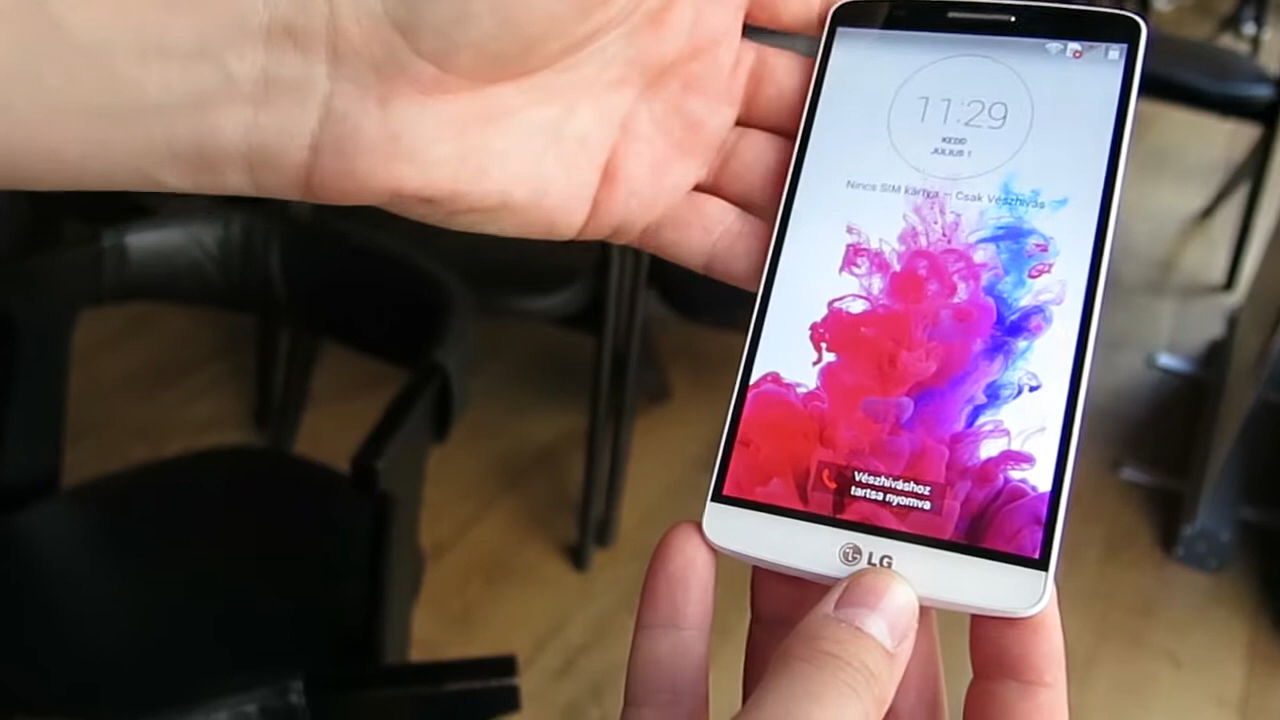 11:29
KEDD
JÚLIUS 1
Nincs SIM kártya – Csak Vészhívás
Vészhíváshoz
tartsa nyomva
LG